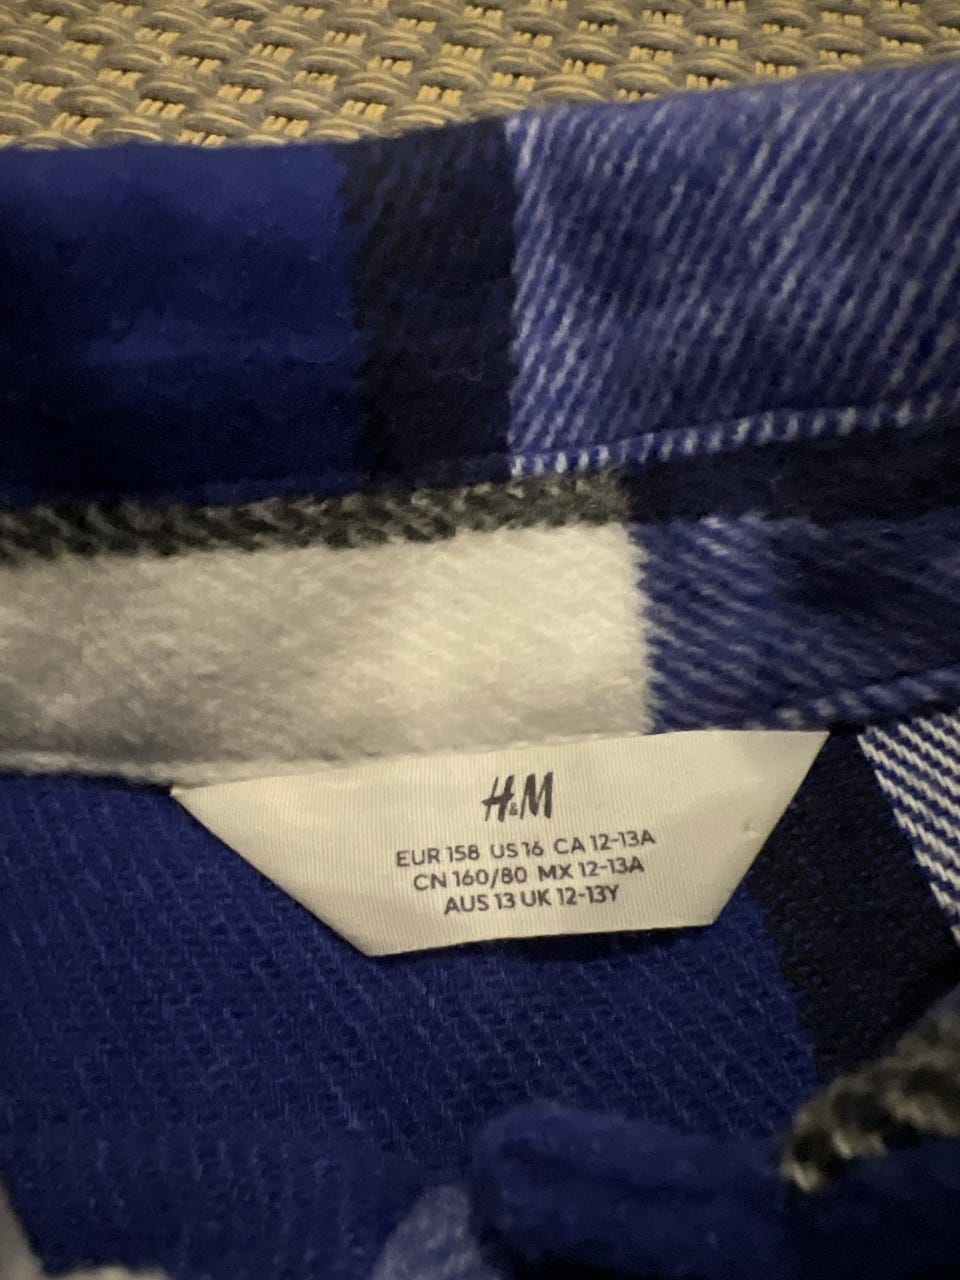 H&M
EUR 158 US 16 CA 12-13A
CN 160/80 MX 12-13A
AUS 13 UK 12-13Y